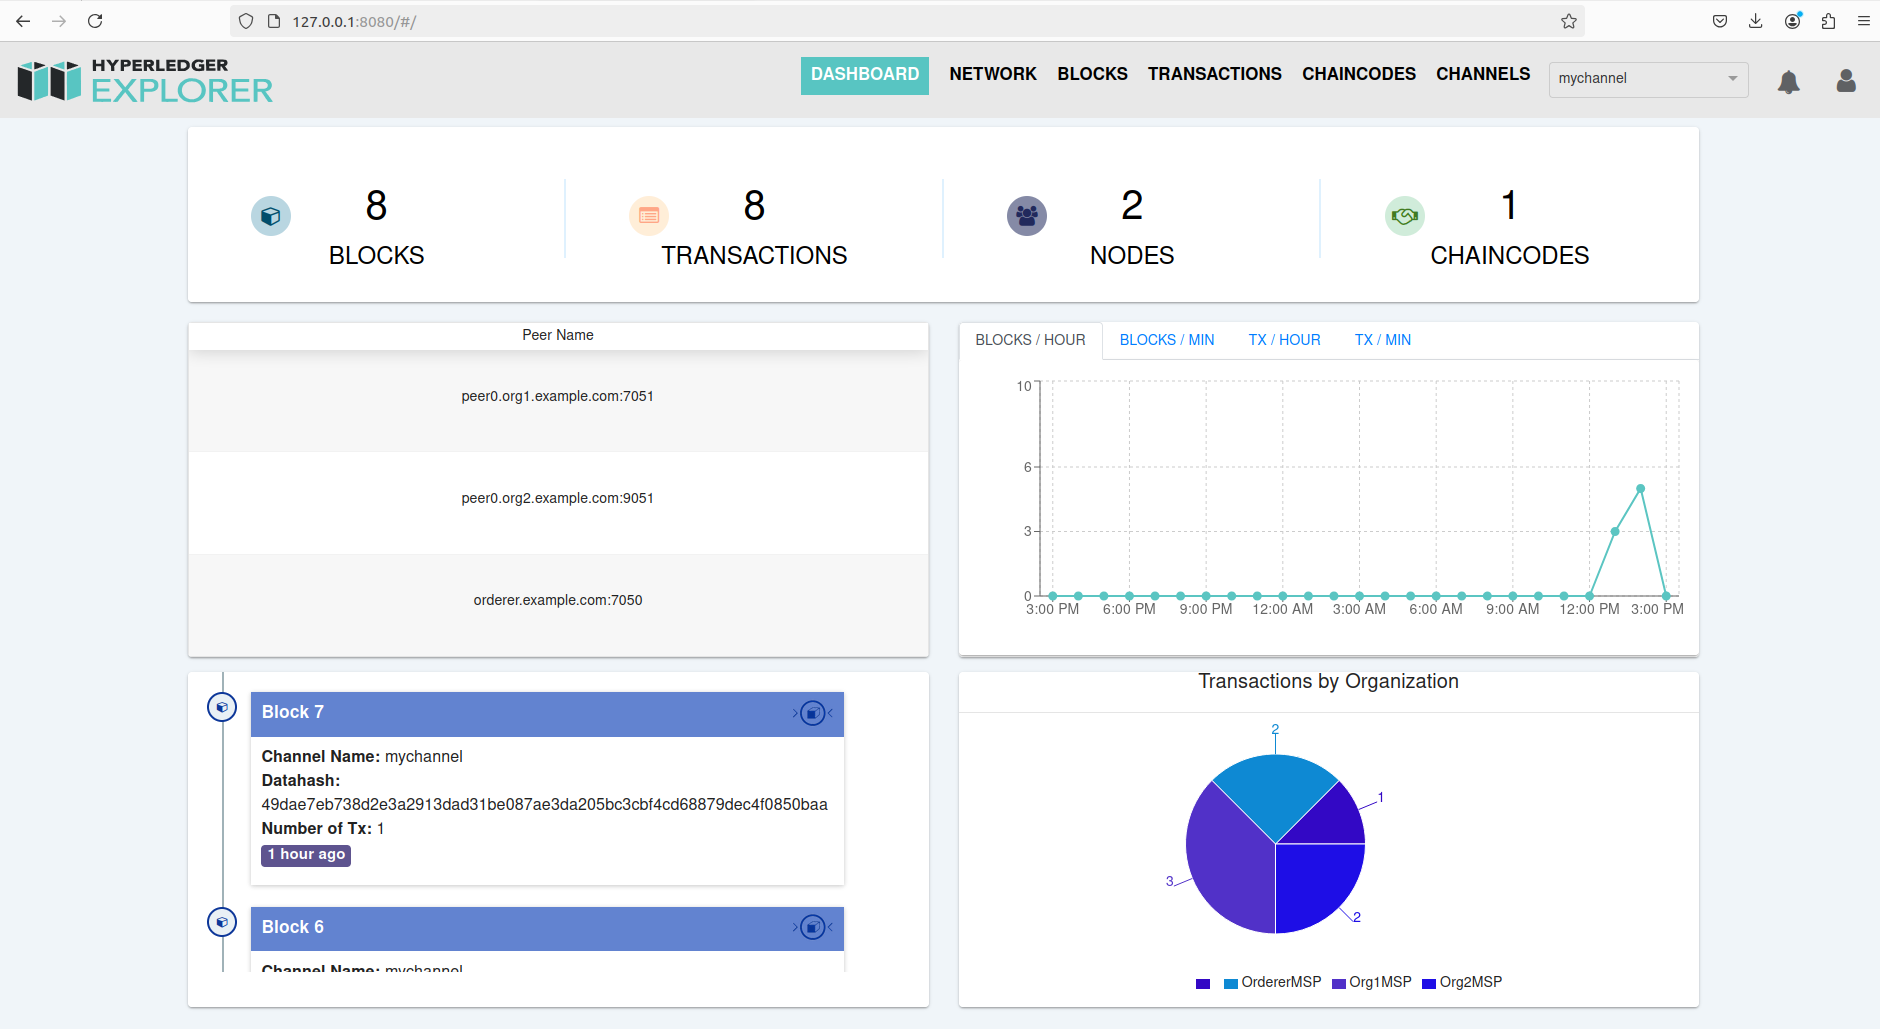 127.0.0.1:8080/#/
HYPERLEDGER
EXPLORER
DASHBOARD NETWORK BLOCKS TRANSACTIONS CHAINCODES CHANNELS mychannel
8 8 2 1
BLOCKS TRANSACTIONS NODES CHAINCODES
Peer Name
peer0.org1.example.com:7051
peer0.org2.example.com:9051
orderer.example.com:7050
BLOCKS / HOUR BLOCKS / MIN TX / HOUR TX / MIN
10
6
3
0
3:00 PM 6:00 PM 9:00 PM 12:00 AM 3:00 AM 6:00 AM 9:00 AM 12:00 PM 3:00 PM
Block 7
Channel Name: mychannel
Datahash:
49dae7eb738d2e3a2913dad31be087ae3da205bc3cbf4cd68879dec4f0850baa
Number of Tx: 1
1 hour ago
Block 6
Channel Name: mychannel
Transactions by Organization
2
1
3
2
OrdererMSP Org1MSP Org2MSP